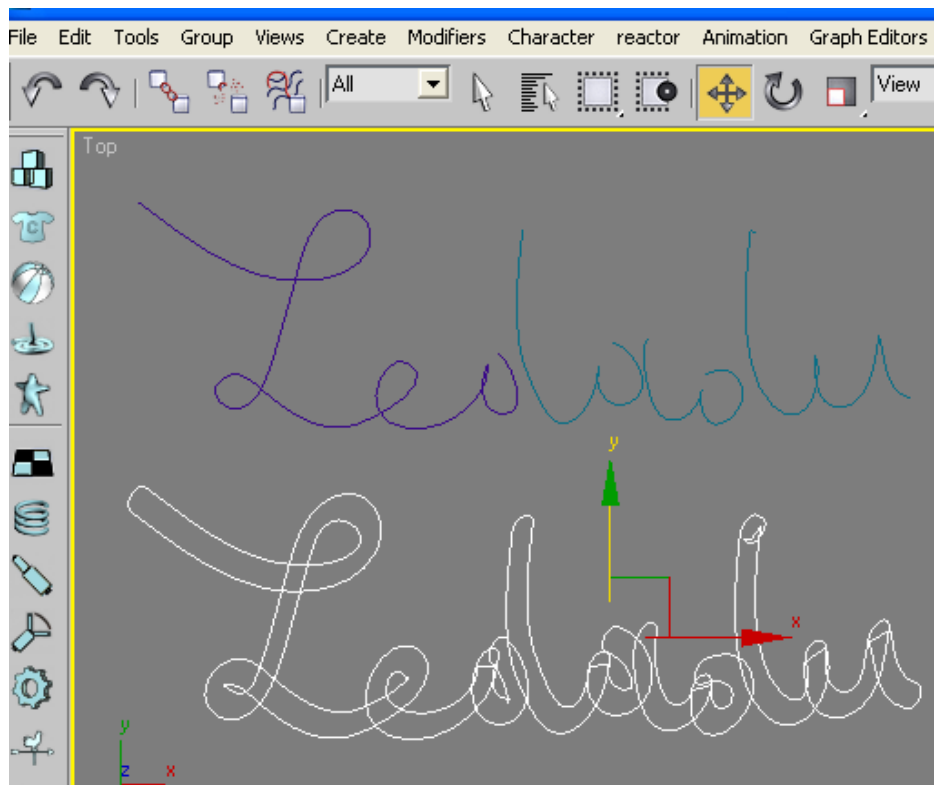 File Edit Tools Group Views Create Modifiers Character reactor Animation Graph Editors
All View
Top
y
x
y
z x